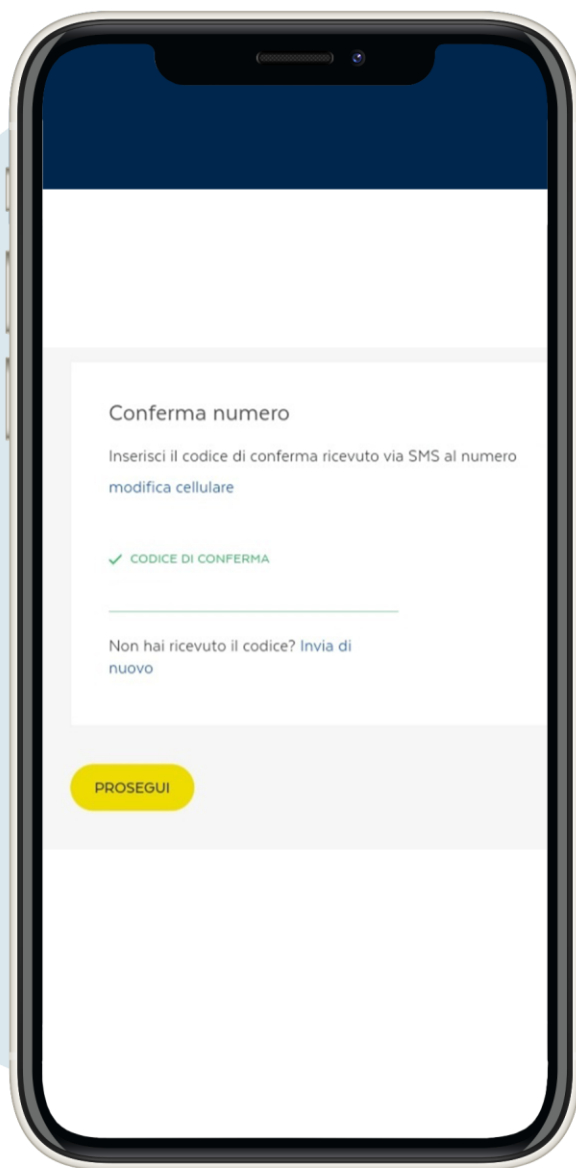 Conferma numero
Inserisci il codice di conferma ricevuto via SMS al numero
modifica cellulare
CODICE DI CONFERMA
Non hai ricevuto il codice? Invia di
nuovo
PROSEGUI